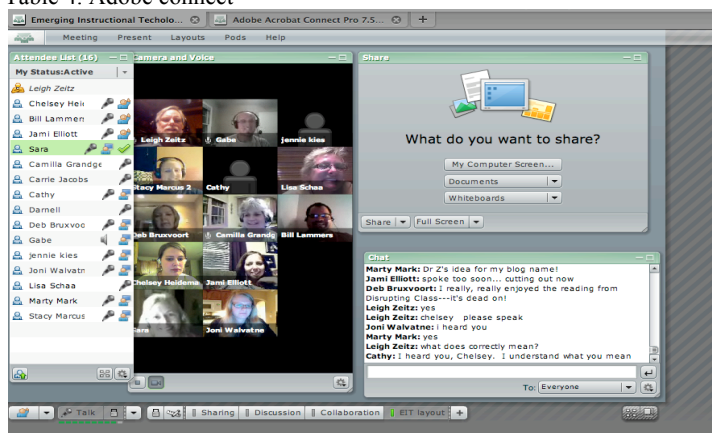 Table 4: Adobe connect
Emerging Instructional Techolo...
Adobe Acrobat Connect Pro 7.5...
+
Meeting Present Layouts Pods Help
Attendee List (16)
My Status:Active
Leigh Zeitz
Chelsey Heid
Bill Lammen
Jami Elliott
Sara
Camilla Grandge
Carrie Jacobs
Cathy
Darnell
Deb Bruxvoo
Gabe
jennie kies
Joni Walvatn
Lisa Schaa
Marty Mark
Stacy Marcus
Camera and Voice
Leigh Zeitz Gabe jennie kies
Stacy Marcus 2 Cathy Lisa Schaa
Deb Bruxvoort Camilla Grandg Bill Lammers
Chelsey Heidema Jami Elliott
Sara Joni Walvatne
Share
What do you want to share?
My Computer Screen...
Documents
Whiteboards
Share Full Screen
Chat
Marty Mark: Dr Z's idea for my blog name!
Jami Elliott: spoke too soon... cutting out now
Deb Bruxvoort: I really, really enjoyed the reading from
Disrupting Class---it's dead on!
Leigh Zeitz: yes
Leigh Zeitz: chelsey please speak
Joni Walvatne: i heard you
Marty Mark: yes
Leigh Zeitz: what does correctly mean?
Cathy: I heard you, Chelsey. I understand what you mean
To: Everyone
Talk
Sharing Discussion Collaboration EIT layout +